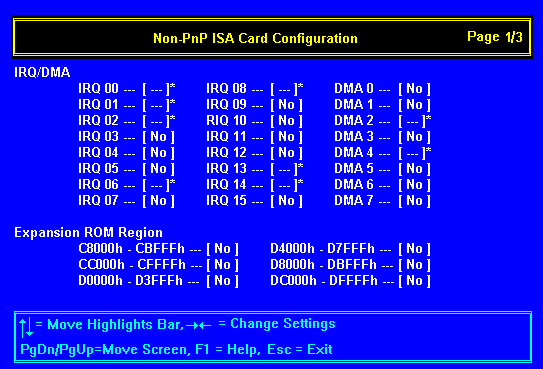 Non-PnP ISA Card Configuration Page 1/3
IRQ/DMA
IRQ 00 --- [ --- ]* IRQ 08 --- [ --- ]* DMA 0 --- [ No ]
IRQ 01 --- [ --- ]* IRQ 09 --- [ No ] DMA 1 --- [ No ]
IRQ 02 --- [ --- ]* RIQ 10 --- [ No ] DMA 2 --- [ --- ]*
IRQ 03 --- [ No ] IRQ 11 --- [ No ] DMA 3 --- [ No ]
IRQ 04 --- [ No ] IRQ 12 --- [ No ] DMA 4 --- [ --- ]*
IRQ 05 --- [ No ] IRQ 13 --- [ --- ]* DMA 5 --- [ No ]
IRQ 06 --- [ --- ]* IRQ 14 --- [ --- ]* DMA 6 --- [ No ]
IRQ 07 --- [ No ] IRQ 15 --- [ No ] DMA 7 --- [ No ]
Expansion ROM Region
C8000h - CBFFFh --- [ No ] D4000h - D7FFFh --- [ No ]
CC000h - CFFFFh --- [ No ] D8000h - DBFFFh --- [ No ]
D0000h - D3FFFh --- [ No ] DC000h - DFFFFh --- [ No ]
↑↓ = Move Highlights Bar, →← = Change Settings
PgDn/PgUp=Move Screen, F1 = Help, Esc = Exit